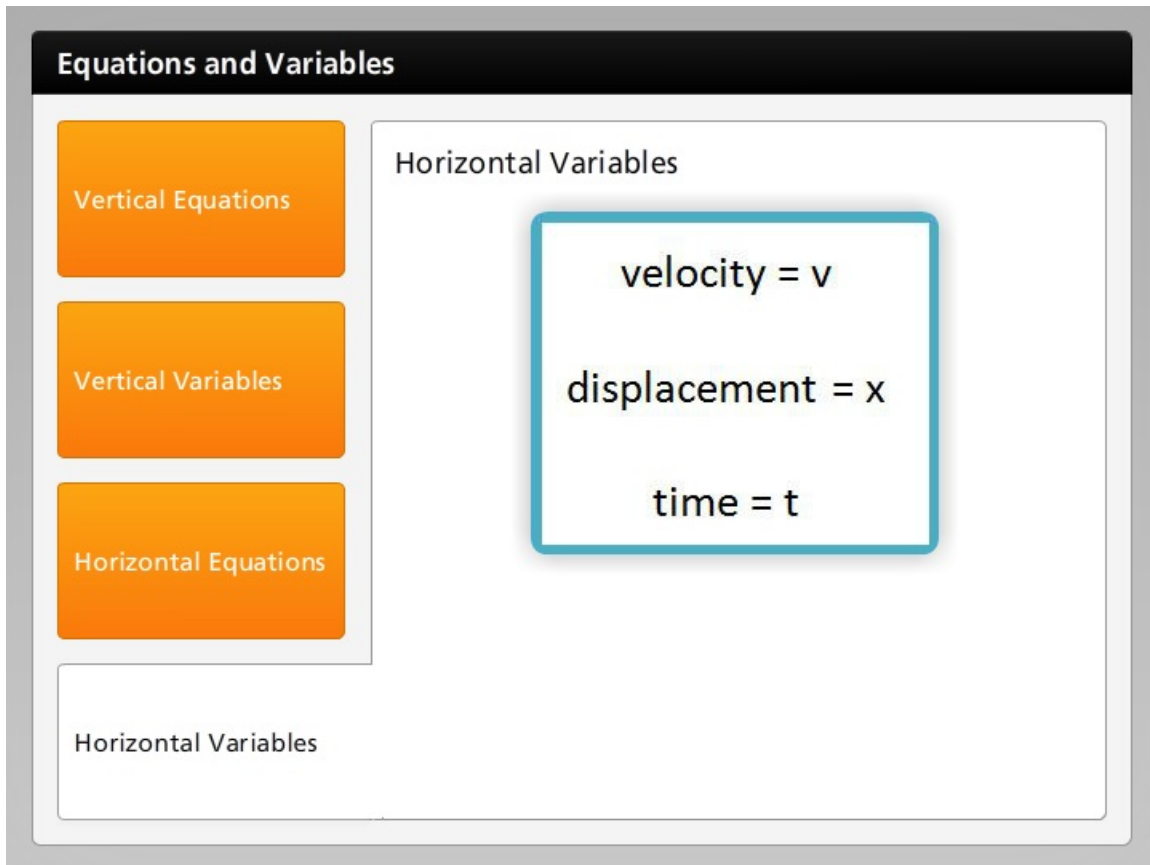 Equations and Variables
Vertical Equations
Vertical Variables
Horizontal Equations
Horizontal Variables
Horizontal Variables
velocity = v
displacement = x
time = t